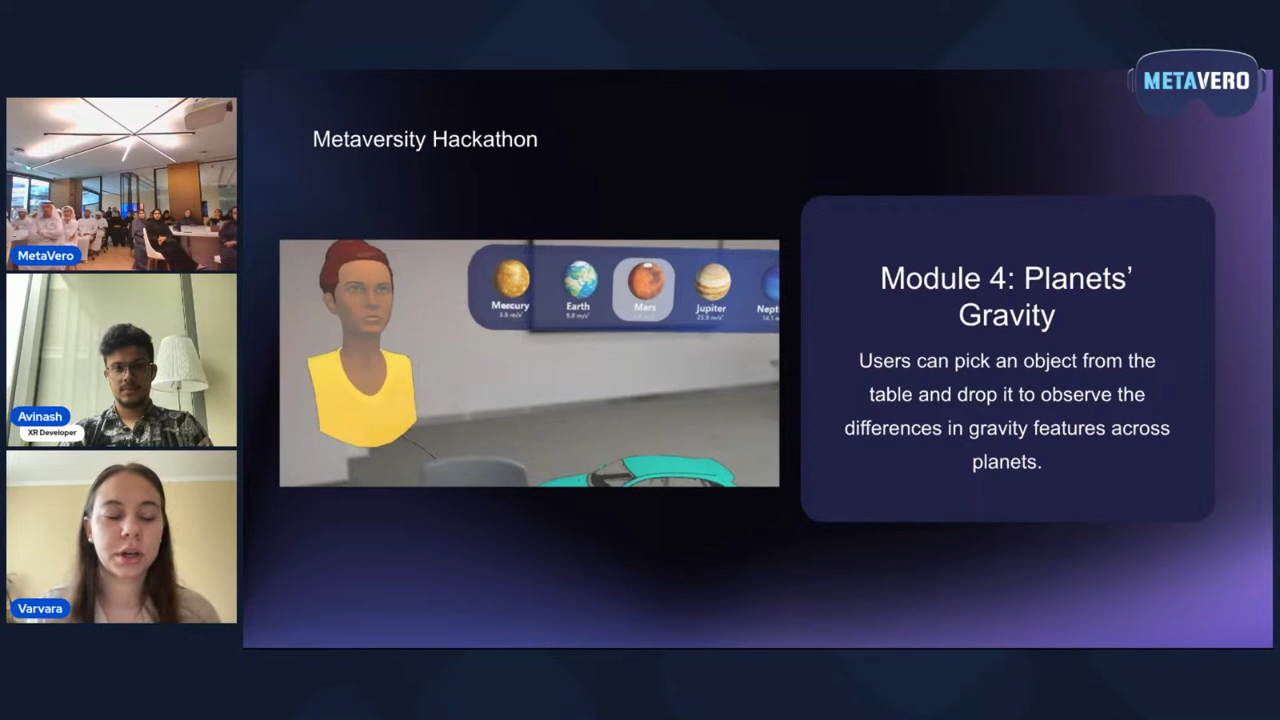 METAVERO
Metaversity Hackathon
MetaVero
Avinash
XR Developer
Varvara
Mercury
Earth
Mars
Jupiter
Module 4: Planets’
Gravity
Users can pick an object from the
table and drop it to observe the
differences in gravity features across
planets.